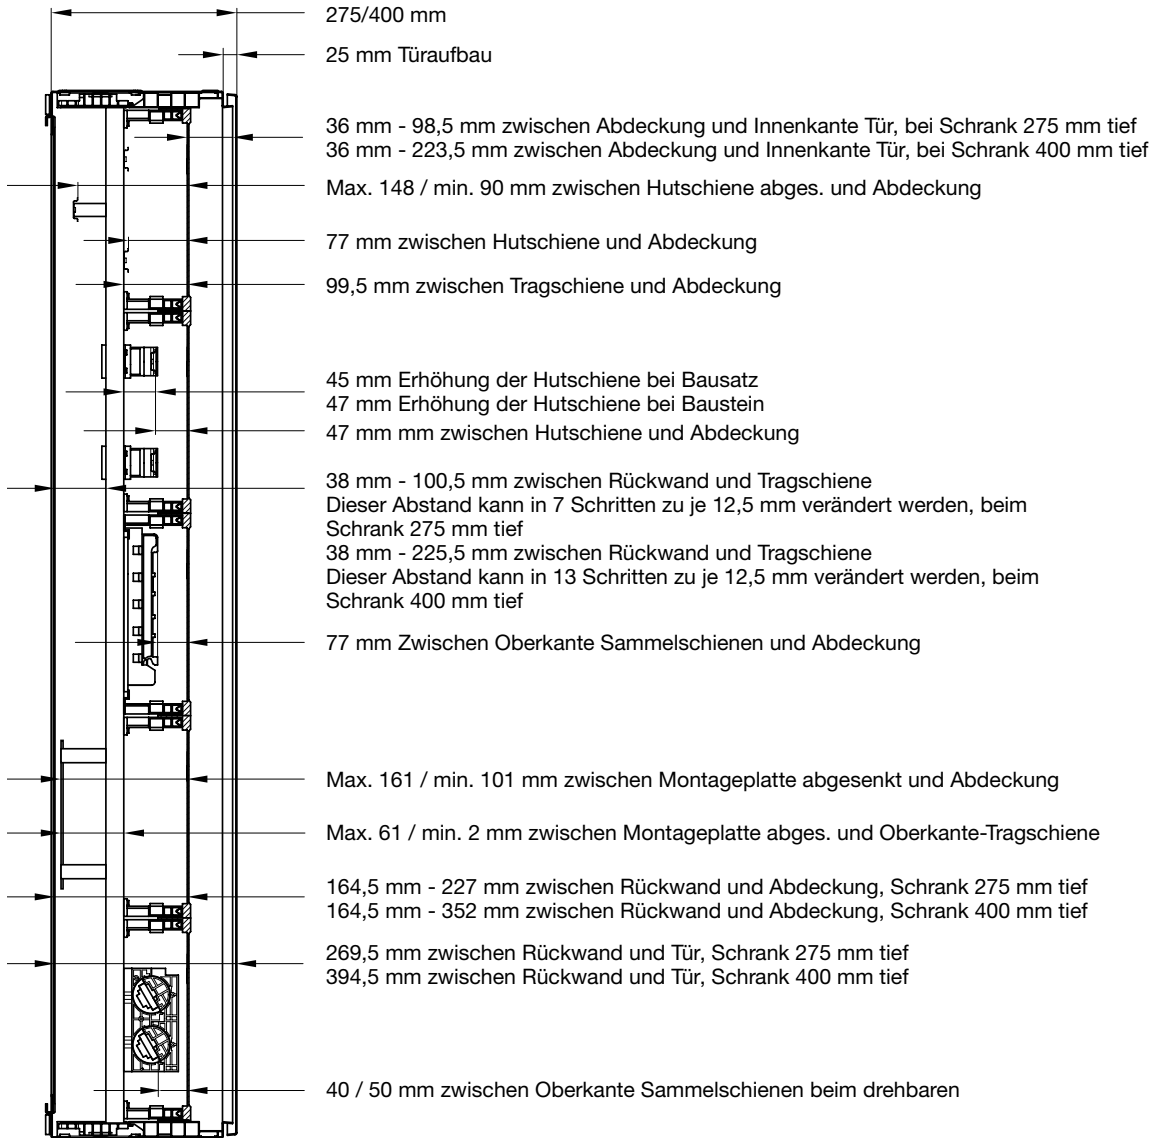 275/400 mm
25 mm Türaufbau
36 mm - 98,5 mm zwischen Abdeckung und Innenkante Tür, bei Schrank 275 mm tief
36 mm - 223,5 mm zwischen Abdeckung und Innenkante Tür, bei Schrank 400 mm tief
Max. 148 / min. 90 mm zwischen Hutschiene abges. und Abdeckung
77 mm zwischen Hutschiene und Abdeckung
99,5 mm zwischen Tragschiene und Abdeckung
45 mm Erhöhung der Hutschiene bei Bausatz
47 mm Erhöhung der Hutschiene bei Baustein
47 mm mm zwischen Hutschiene und Abdeckung
38 mm - 100,5 mm zwischen Rückwand und Tragschiene
Dieser Abstand kann in 7 Schritten zu je 12,5 mm verändert werden, beim
Schrank 275 mm tief
38 mm - 225,5 mm zwischen Rückwand und Tragschiene
Dieser Abstand kann in 13 Schritten zu je 12,5 mm verändert werden, beim
Schrank 400 mm tief
77 mm Zwischen Oberkante Sammelschienen und Abdeckung
Max. 161 / min. 101 mm zwischen Montageplatte abgesenkt und Abdeckung
Max. 61 / min. 2 mm zwischen Montageplatte abges. und Oberkante-Tragschiene
164,5 mm - 227 mm zwischen Rückwand und Abdeckung, Schrank 275 mm tief
164,5 mm - 352 mm zwischen Rückwand und Abdeckung, Schrank 400 mm tief
269,5 mm zwischen Rückwand und Tür, Schrank 275 mm tief
394,5 mm zwischen Rückwand und Tür, Schrank 400 mm tief
40 / 50 mm zwischen Oberkante Sammelschienen beim drehbaren